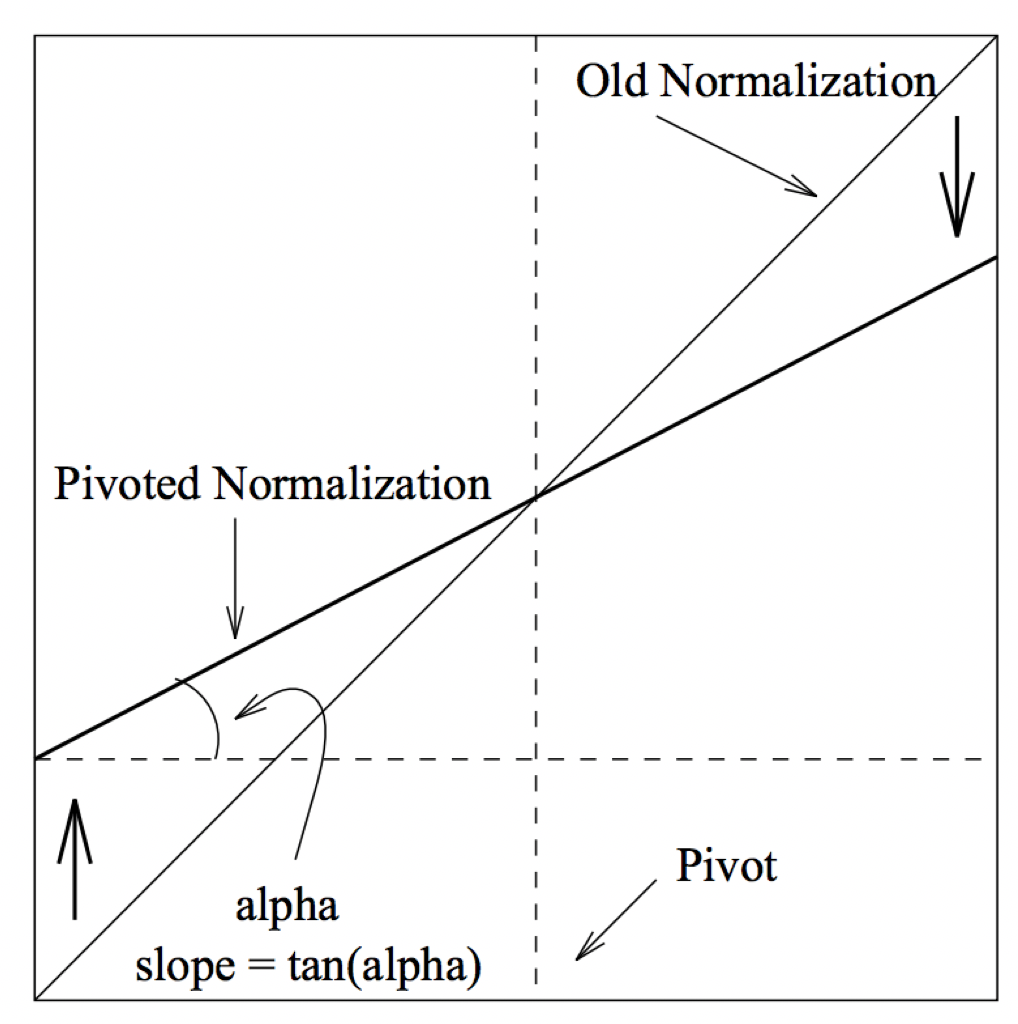 Old Normalization
Pivoted Normalization
Pivot
alpha
slope = tan(alpha)